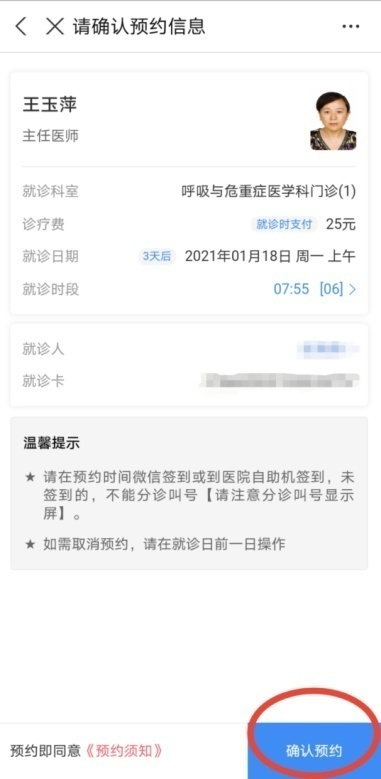 请确认预约信息
王玉萍
主任医师
就诊科室 呼吸与危重症医学科门诊(1)
诊疗费 就诊时支付 25元
就诊日期 3天后 2021年01月18日 周一 上午
就诊时段 07:55 [06]
就诊人
就诊卡
温馨提示
★ 请在预约时间微信签到或到医院自助机签到，未
签到的，不能分诊叫号【请注意分诊叫号显示
屏】。
★ 如需取消预约，请在就诊日前一日操作
预约即同意《预约须知》 确认预约